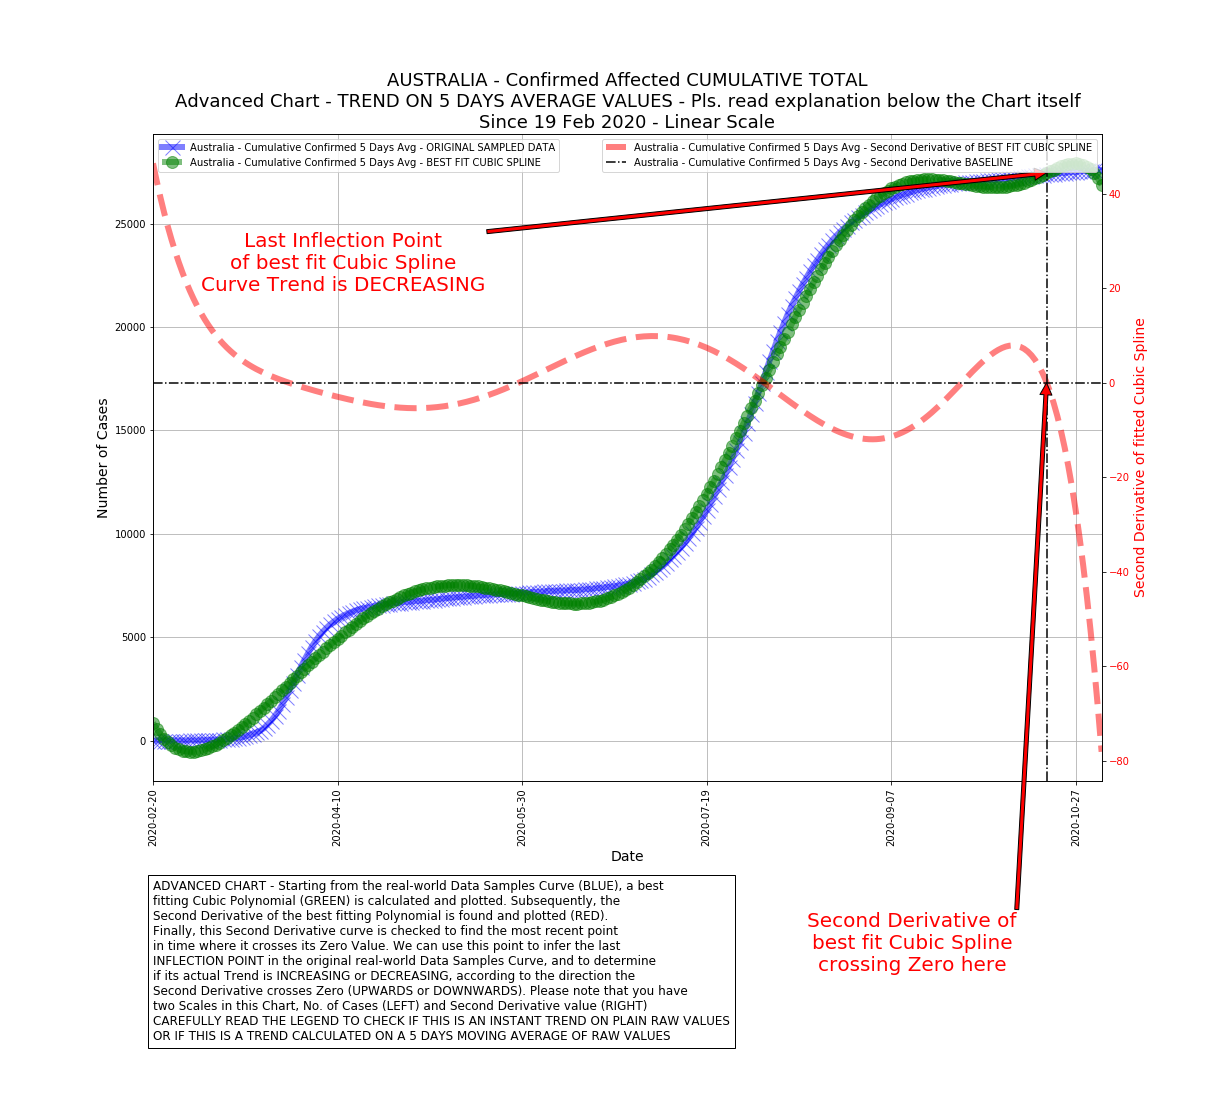 AUSTRALIA - Confirmed Affected CUMULATIVE TOTAL
Advanced Chart - TREND ON 5 DAYS AVERAGE VALUES - Pls. read explanation below the Chart itself
Since 19 Feb 2020 - Linear Scale
Australia - Cumulative Confirmed 5 Days Avg - ORIGINAL SAMPLED DATA
Australia - Cumulative Confirmed 5 Days Avg - BEST FIT CUBIC SPLINE
Australia - Cumulative Confirmed 5 Days Avg - Second Derivative of BEST FIT CUBIC SPLINE
Australia - Cumulative Confirmed 5 Days Avg - Second Derivative BASELINE
Last Inflection Point
of best fit Cubic Spline
Curve Trend is DECREASING
Number of Cases
25000
20000
15000
10000
5000
0
40
20
0
−20
−40
−60
−80
Second Derivative of fitted Cubic Spline
2020-02-20
2020-04-10
2020-05-30
2020-07-19
2020-09-07
2020-10-27
Date
ADVANCED CHART - Starting from the real-world Data Samples Curve (BLUE), a best
fitting Cubic Polynomial (GREEN) is calculated and plotted. Subsequently, the
Second Derivative of the best fitting Polynomial is found and plotted (RED).
Finally, this Second Derivative curve is checked to find the most recent point
in time where it crosses its Zero Value. We can use this point to infer the last
INFLECTION POINT in the original real-world Data Samples Curve, and to determine
if its actual Trend is INCREASING or DECREASING, according to the direction the
Second Derivative crosses Zero (UPWARDS or DOWNWARDS). Please note that you have
two Scales in this Chart, No. of Cases (LEFT) and Second Derivative value (RIGHT)
CAREFULLY READ THE LEGEND TO CHECK IF THIS IS AN INSTANT TREND ON PLAIN RAW VALUES
OR IF THIS IS A TREND CALCULATED ON A 5 DAYS MOVING AVERAGE OF RAW VALUES
Second Derivative of
best fit Cubic Spline
crossing Zero here